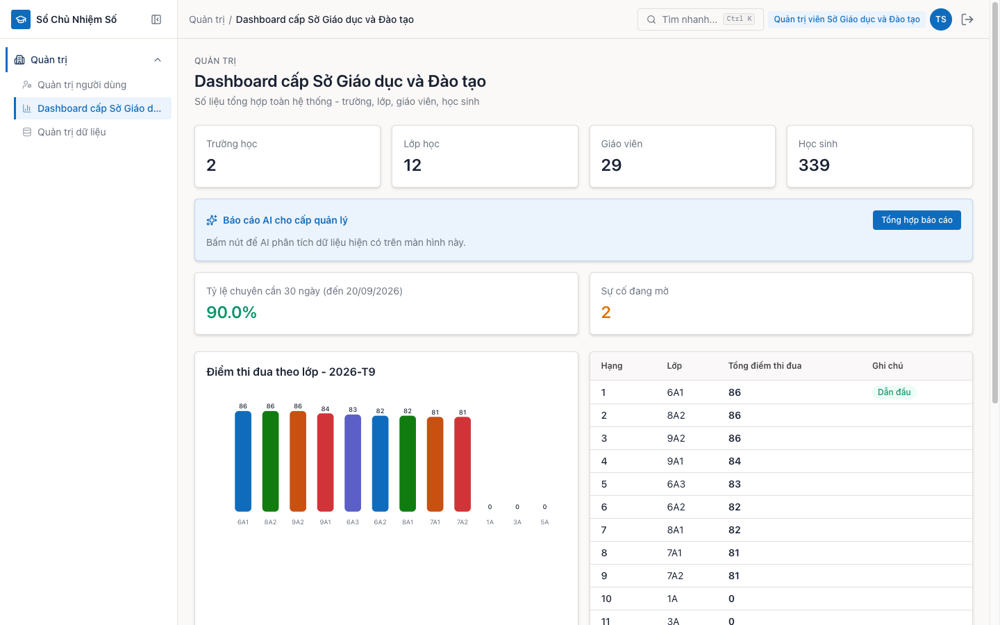 Sổ Chủ Nhiệm Số
Quản trị / Dashboard cấp Sở Giáo dục và Đào tạo
Tìm nhanh... Ctrl K
Quản trị viên Sở Giáo dục và Đào tạo
TS
Quản trị
Quản trị người dùng
Dashboard cấp Sở Giáo d...
Quản trị dữ liệu
QUẢN TRỊ
Dashboard cấp Sở Giáo dục và Đào tạo
Số liệu tổng hợp toàn hệ thống - trường, lớp, giáo viên, học sinh
Trường học
2
Lớp học
12
Giáo viên
29
Học sinh
339
Báo cáo AI cho cấp quản lý
Tổng hợp báo cáo
Bấm nút để AI phân tích dữ liệu hiện có trên màn hình này.
Tỷ lệ chuyên cần 30 ngày (đến 20/09/2026)
90.0%
Sự cố đang mở
2
Điểm thi đua theo lớp - 2026-T9
86 86 86 84 83 82 82 81 81 0 0 0
6A1 8A2 9A2 9A1 6A3 6A2 8A1 7A1 7A2 1A 3A 5A
Hạng Lớp Tổng điểm thi đua Ghi chú
1 6A1 86 Dẫn đầu
2 8A2 86
3 9A2 86
4 9A1 84
5 6A3 83
6 6A2 82
7 8A1 82
8 7A1 81
9 7A2 81
10 1A 0
11 3A 0